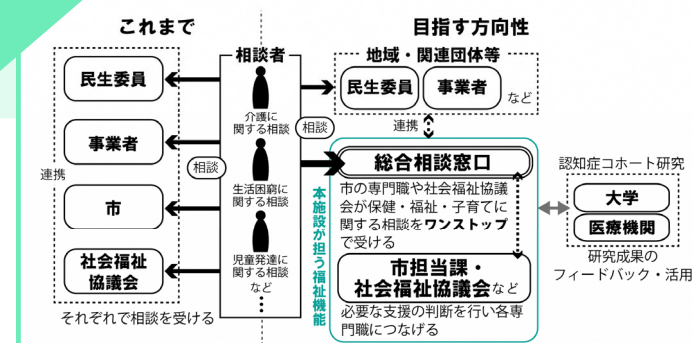 これまで
目指す方向性
民生委員
事業者
連携
市
社会福祉
協議会
それぞれで相談を受ける
相談
相談者
介護に
関する相談
生活困窮に
関する相談
児童発達に
関する相談
など
相談
地域・関連団体等
民生委員
事業者
など
連携
本施設が担う福祉機能
総合相談窓口
市の専門職や社会福祉協議
会が保健・福祉・子育てに
関する相談をワンストップ
で受ける
市担当課・
社会福祉協議会など
必要な支援の判断を行い各専
門職につなげる
認知症コホート研究
大学
医療機関
研究成果の
フィードバック・活用